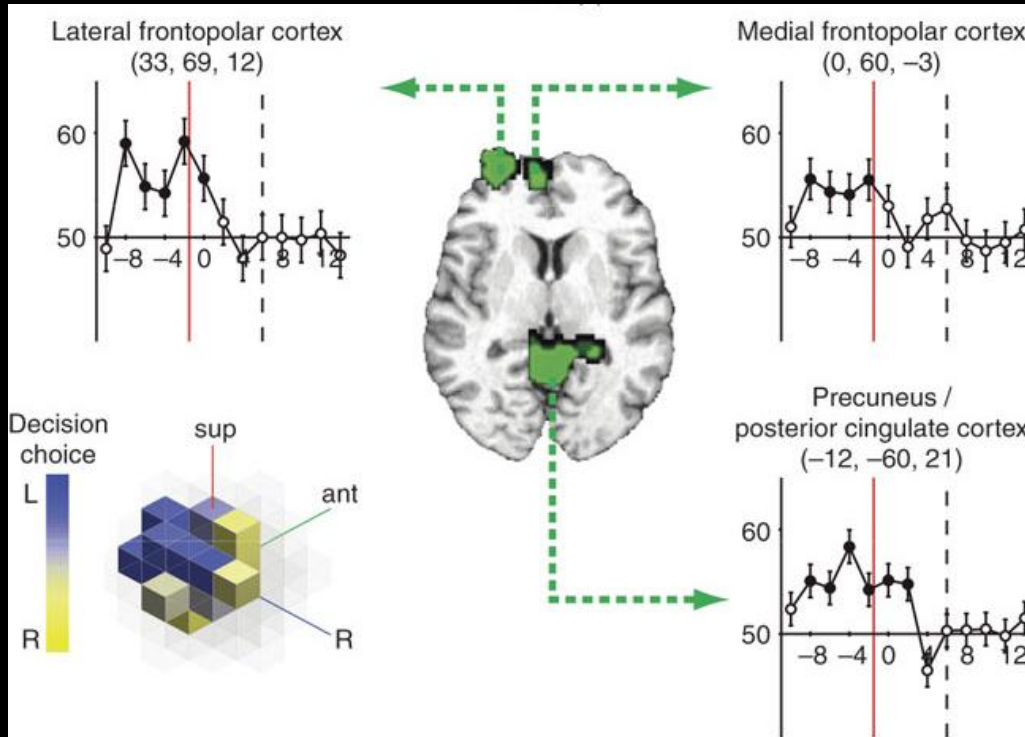 Lateral frontopolar cortex
(33, 69, 12)
60
50
−8 −4 0 4 8 12
Medial frontopolar cortex
(0, 60, −3)
60
50
−8 −4 0 4 8 12
Decision
choice
L
R
sup
ant
R
Precuneus /
posterior cingulate cortex
(−12, −60, 21)
60
50
−8 −4 0 4 8 12